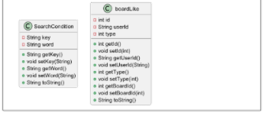 SearchCondition
String key
String word
String getKey()
void setKey(String)
String getWord()
void setWord(String)
String toString()
boardLike
int id
String userId
int type
int getId()
void setId(int)
String getUserId()
void setUserId(String)
int getType()
void setType(int)
int getBoardId()
void setBoardId(int)
String toString()